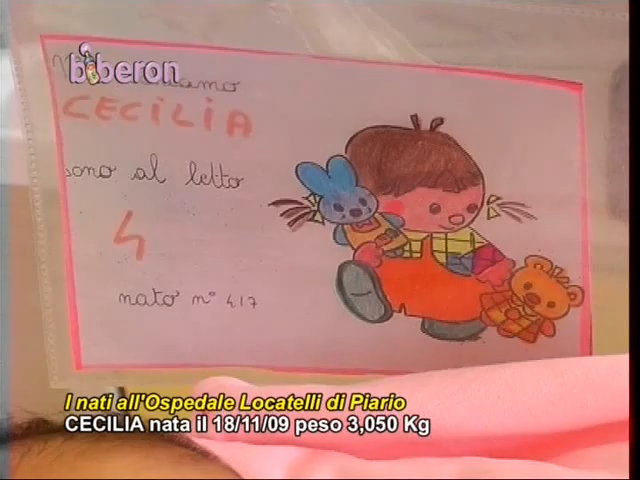 biberon
CECILIA
sono al letto
4
nato n° 417
I nati all'Ospedale Locatelli di Piario
CECILIA nata il 18/11/09 peso 3,050 Kg